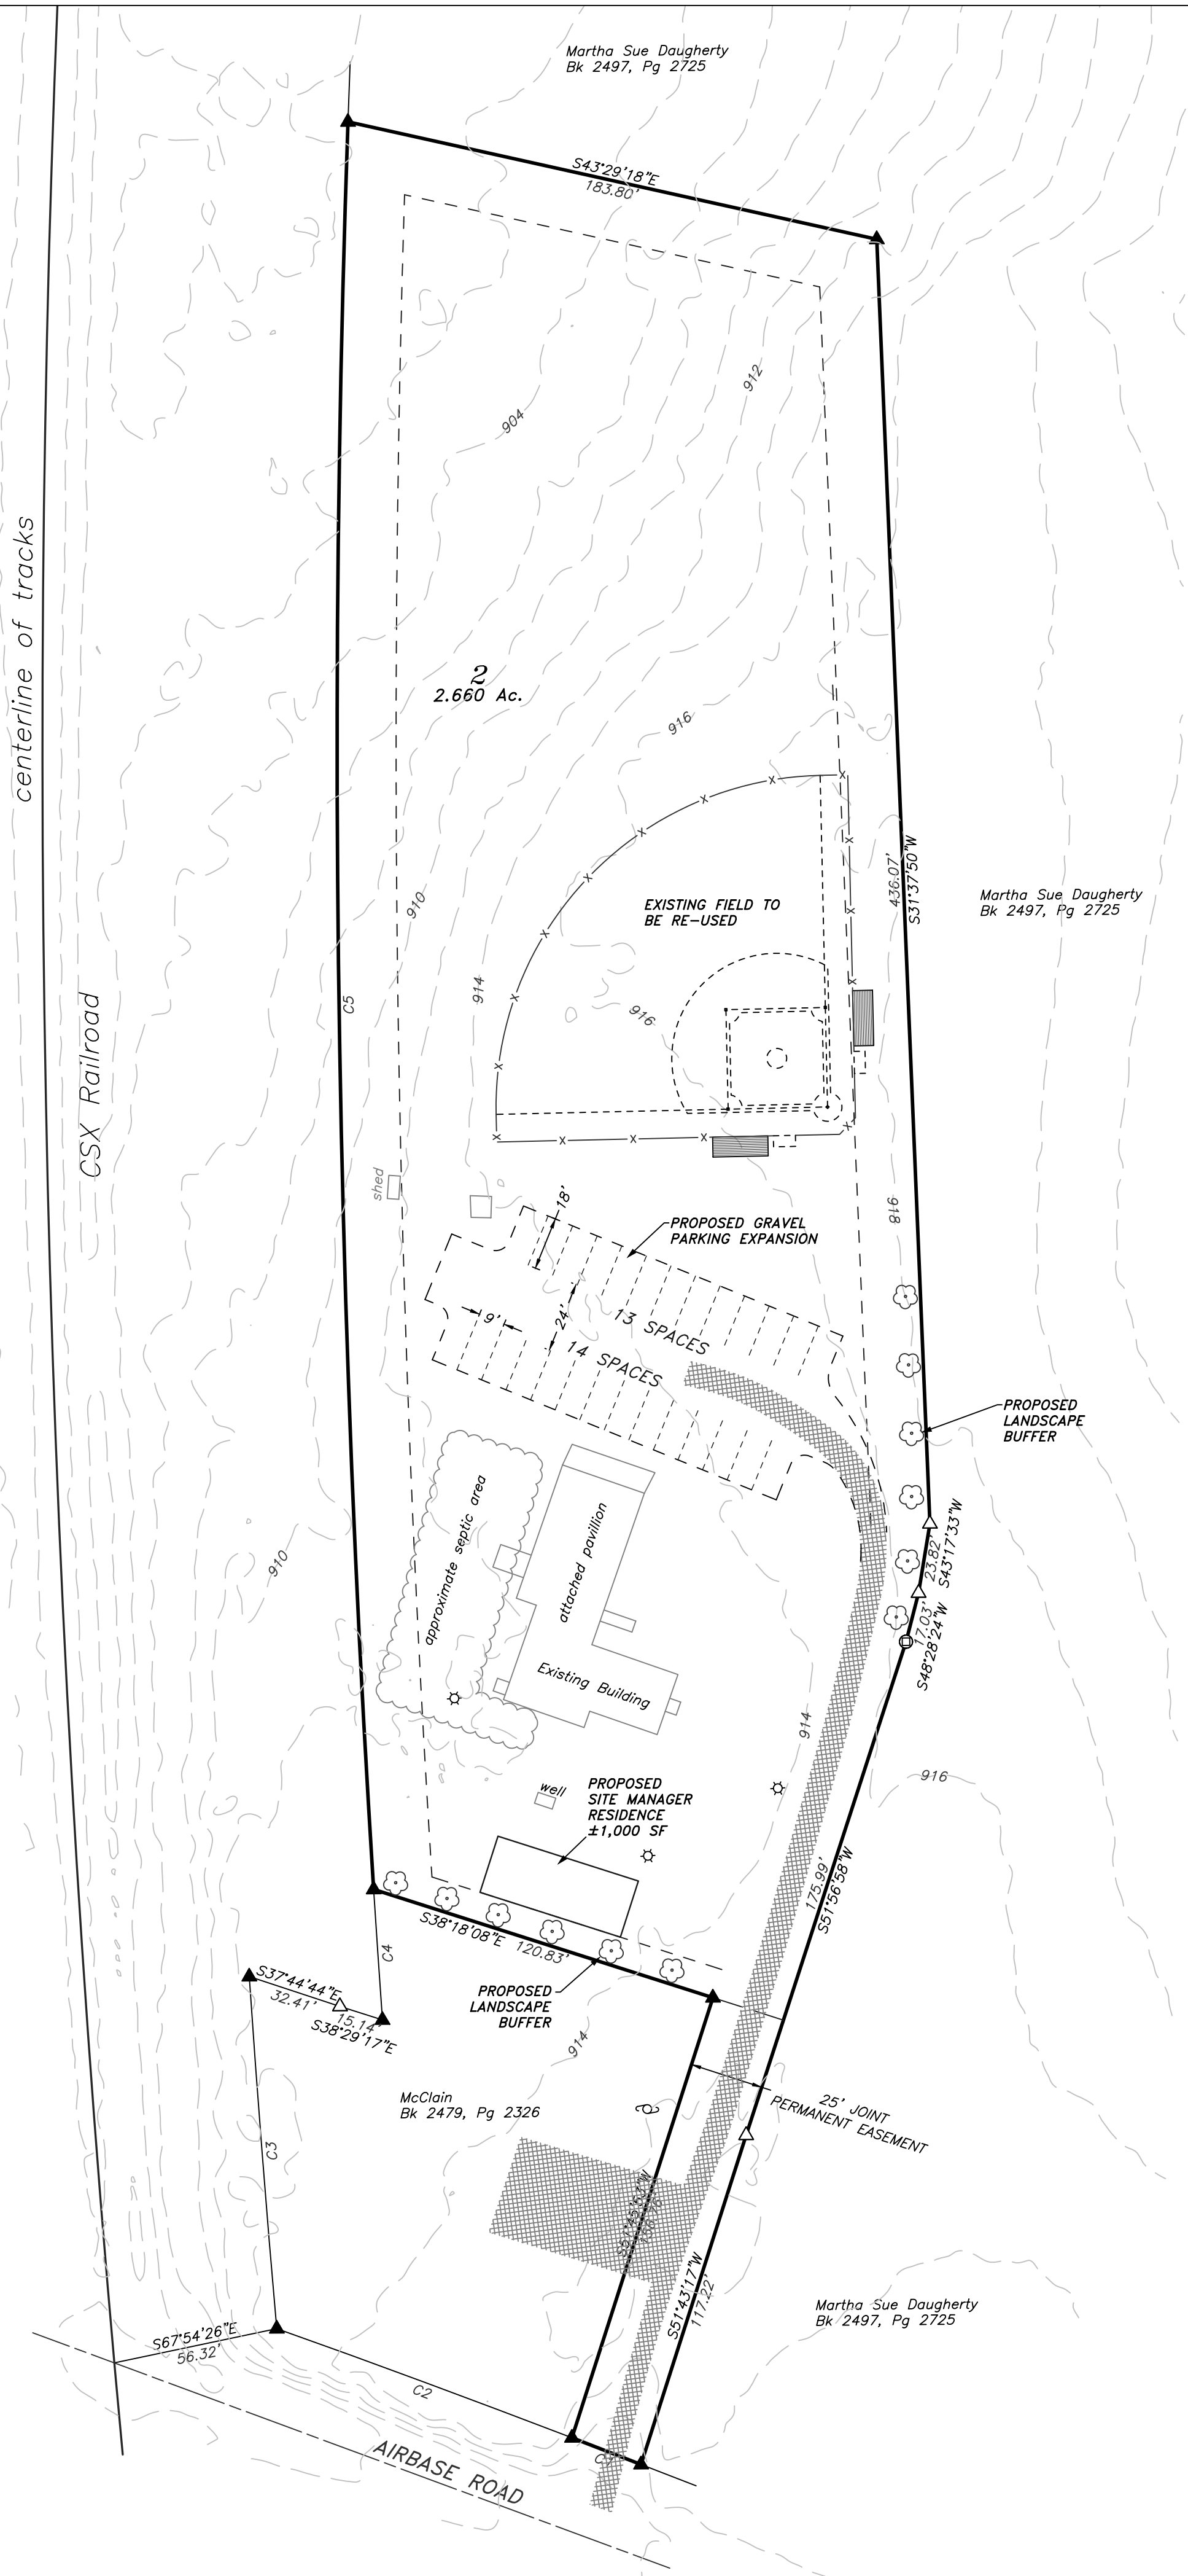 Martha Sue Daugherty
Bk 2497, Pg 2725
S43°29'18"E
183.80'
912
904
centerline of tracks
2
2.660 Ac.
916
436.07'
S31°37'50"W
Martha Sue Daugherty
Bk 2497, Pg 2725
EXISTING FIELD TO
BE RE-USED
910
914
C5
916
CSX Railroad
shed
18'
918
PROPOSED GRAVEL
PARKING EXPANSION
9'
24'
13 SPACES
14 SPACES
PROPOSED
LANDSCAPE
BUFFER
approximate septic area
attached pavillion
910
23.82'
S43°17'33"W
17.03'
S48°28'24"W
Existing Building
914
916
well
PROPOSED
SITE MANAGER
RESIDENCE
±1,000 SF
175.99'
S51°56'58"W
S38°18'08"E
120.83'
C4
S37°44'44"E
32.41'
15.14'
S38°29'17"E
PROPOSED
LANDSCAPE
BUFFER
914
McClain
Bk 2479, Pg 2326
25' JOINT
PERMANENT EASEMENT
C3
S51°43'17"W
117.22'
Martha Sue Daugherty
Bk 2497, Pg 2725
S67°54'26"E
56.32'
C2
AIRBASE ROAD